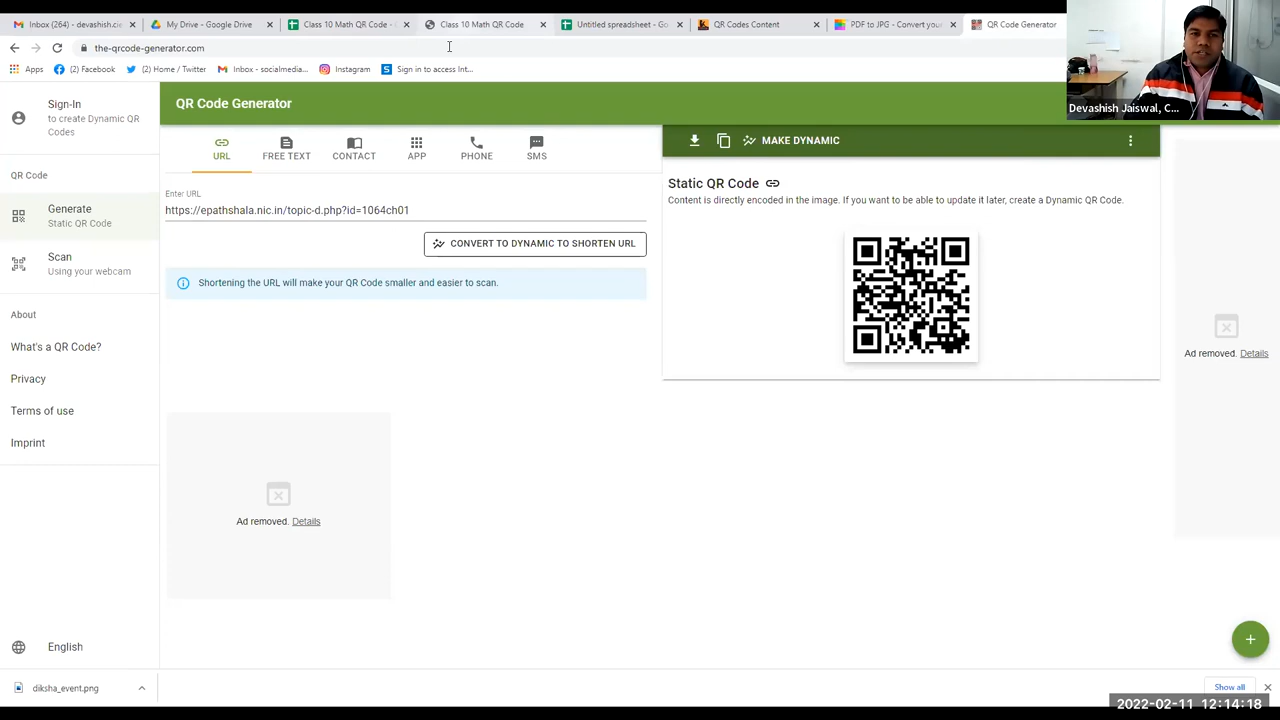 Inbox (264) - devashish.cie
My Drive - Google Drive
Class 10 Math QR Code -
Class 10 Math QR Code
Untitled spreadsheet - Go
QR Codes Content
PDF to JPG - Convert your
QR Code Generator
the-qrcode-generator.com
Apps
(2) Facebook
(2) Home / Twitter
Inbox - socialmedia...
Instagram
Sign in to access Int...
Devashish Jaiswal, C...
Sign-In
to create Dynamic QR
Codes
QR Code
Generate
Static QR Code
Scan
Using your webcam
About
What's a QR Code?
Privacy
Terms of use
Imprint
English
QR Code Generator
URL
FREE TEXT
CONTACT
APP
PHONE
SMS
Enter URL
https://epathshala.nic.in/topic-d.php?id=1064ch01
CONVERT TO DYNAMIC TO SHORTEN URL
Shortening the URL will make your QR Code smaller and easier to scan.
Ad removed. Details
MAKE DYNAMIC
Static QR Code
Content is directly encoded in the image. If you want to be able to update it later, create a Dynamic QR Code.
Ad removed. Details
diksha_event.png
Show all
2022-02-11 12:14:18